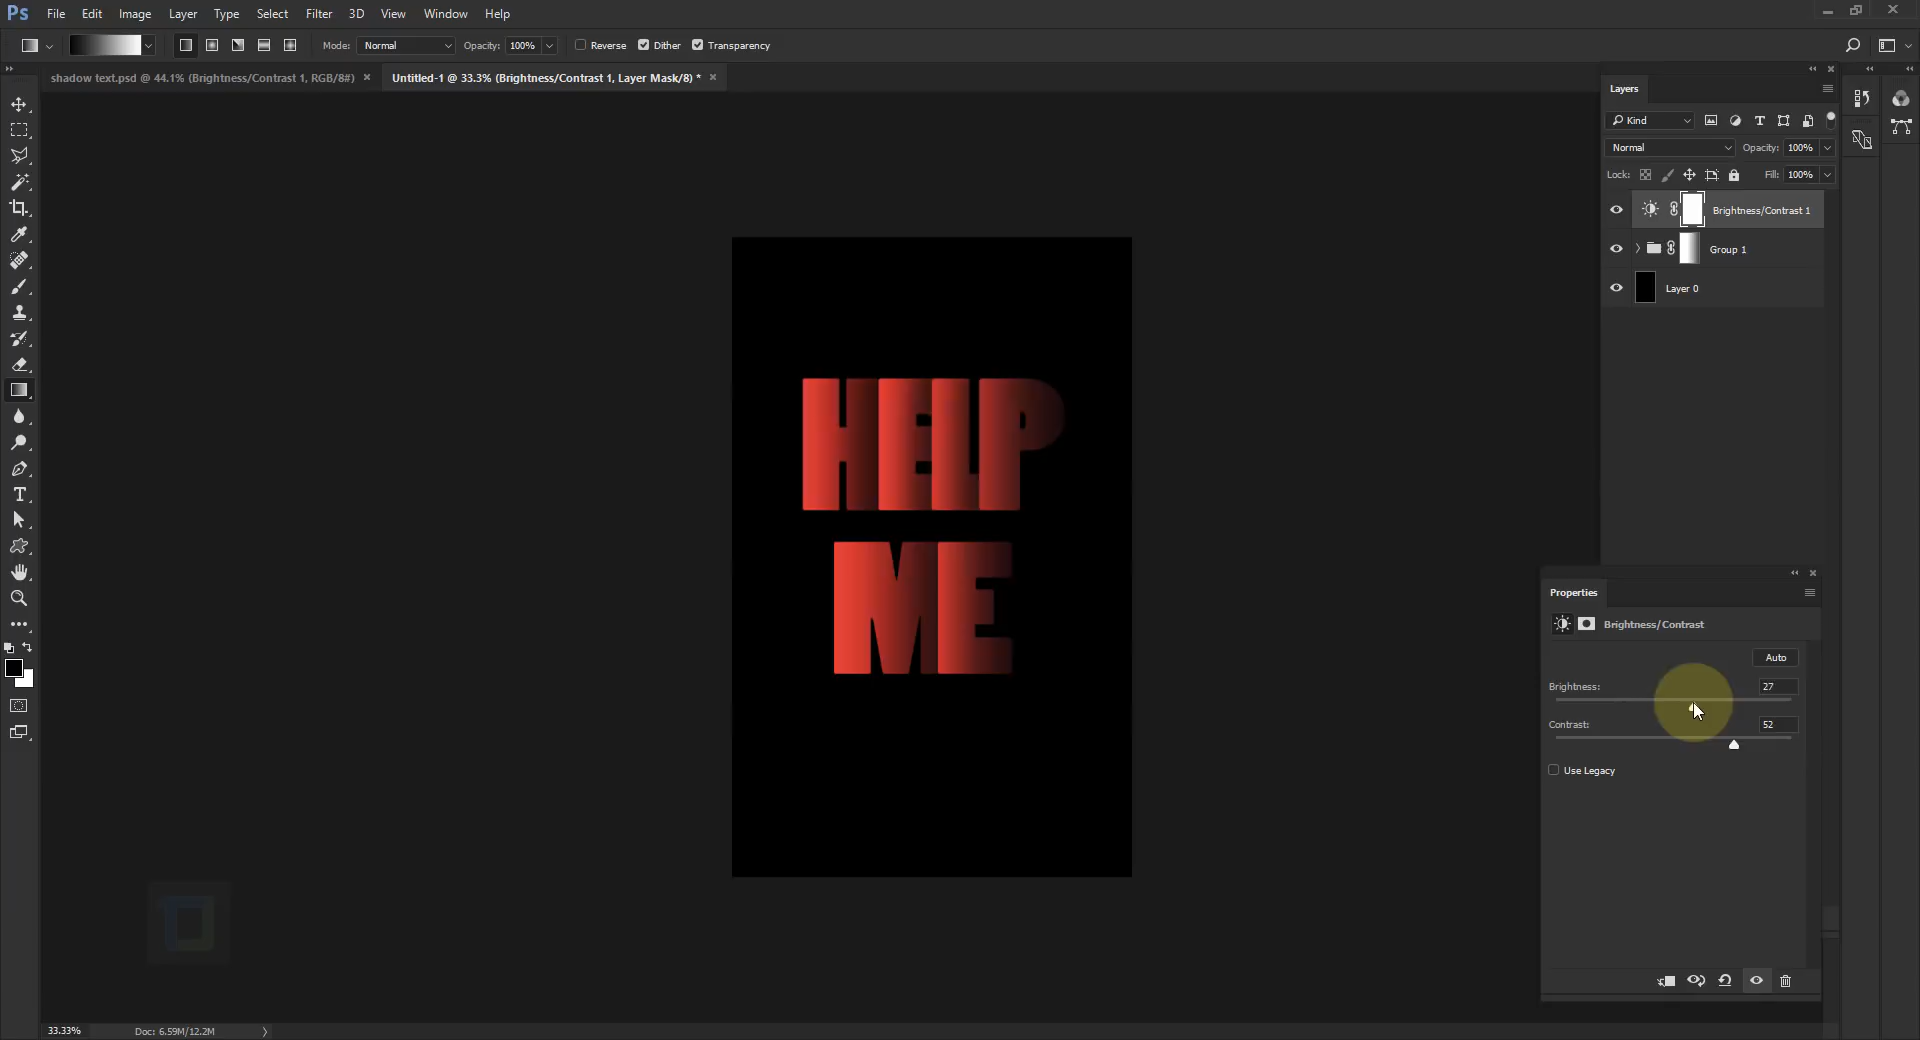 Ps File Edit Image Layer Type Select Filter 3D View Window Help
Mode: Normal Opacity: 100% Reverse Dither Transparency
shadow text.psd @ 44.1% (Brightness/Contrast 1, RGB/8#) × Untitled-1 @ 33.3% (Brightness/Contrast 1, Layer Mask/8) * ×
Layers
Kind
Normal Opacity: 100%
Lock: Fill: 100%
Brightness/Contrast 1
Group 1
Layer 0
HELP
ME
Properties
Brightness/Contrast
Auto
Brightness: 27
Contrast: 52
Use Legacy
33.33% Doc: 6.59M/12.2M